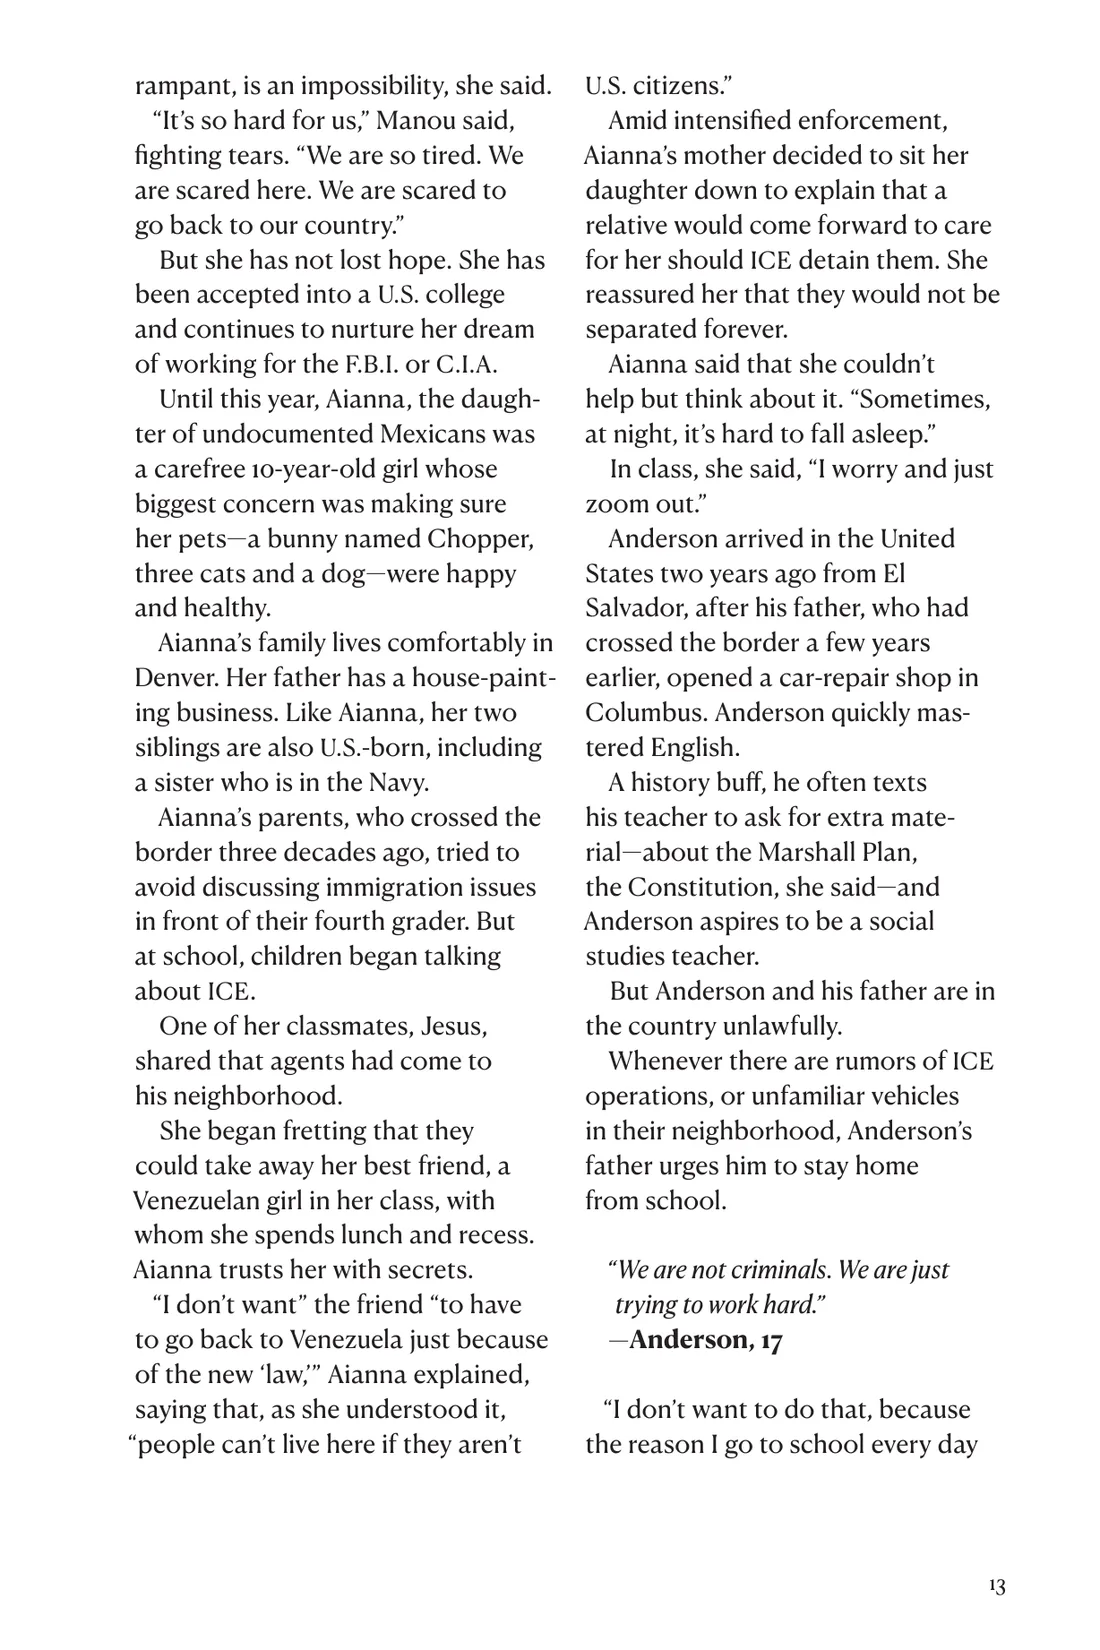 rampant, is an impossibility, she said.
“It’s so hard for us,” Manou said,
fighting tears. “We are so tired. We
are scared here. We are scared to
go back to our country.”
But she has not lost hope. She has
been accepted into a U.S. college
and continues to nurture her dream
of working for the F.B.I. or C.I.A.
Until this year, Aianna, the daugh-
ter of undocumented Mexicans was
a carefree 10-year-old girl whose
biggest concern was making sure
her pets—a bunny named Chopper,
three cats and a dog—were happy
and healthy.
Aianna’s family lives comfortably in
Denver. Her father has a house-paint-
ing business. Like Aianna, her two
siblings are also U.S.-born, including
a sister who is in the Navy.
Aianna’s parents, who crossed the
border three decades ago, tried to
avoid discussing immigration issues
in front of their fourth grader. But
at school, children began talking
about ICE.
One of her classmates, Jesus,
shared that agents had come to
his neighborhood.
She began fretting that they
could take away her best friend, a
Venezuelan girl in her class, with
whom she spends lunch and recess.
Aianna trusts her with secrets.
“I don’t want” the friend “to have
to go back to Venezuela just because
of the new ‘law,’” Aianna explained,
saying that, as she understood it,
“people can’t live here if they aren’t
U.S. citizens.”
Amid intensified enforcement,
Aianna’s mother decided to sit her
daughter down to explain that a
relative would come forward to care
for her should ICE detain them. She
reassured her that they would not be
separated forever.
Aianna said that she couldn’t
help but think about it. “Sometimes,
at night, it’s hard to fall asleep.”
In class, she said, “I worry and just
zoom out.”
Anderson arrived in the United
States two years ago from El
Salvador, after his father, who had
crossed the border a few years
earlier, opened a car-repair shop in
Columbus. Anderson quickly mas-
tered English.
A history buff, he often texts
his teacher to ask for extra mate-
rial—about the Marshall Plan,
the Constitution, she said—and
Anderson aspires to be a social
studies teacher.
But Anderson and his father are in
the country unlawfully.
Whenever there are rumors of ICE
operations, or unfamiliar vehicles
in their neighborhood, Anderson’s
father urges him to stay home
from school.
“We are not criminals. We are just
trying to work hard.”
—Anderson, 17
“I don’t want to do that, because
the reason I go to school every day
13